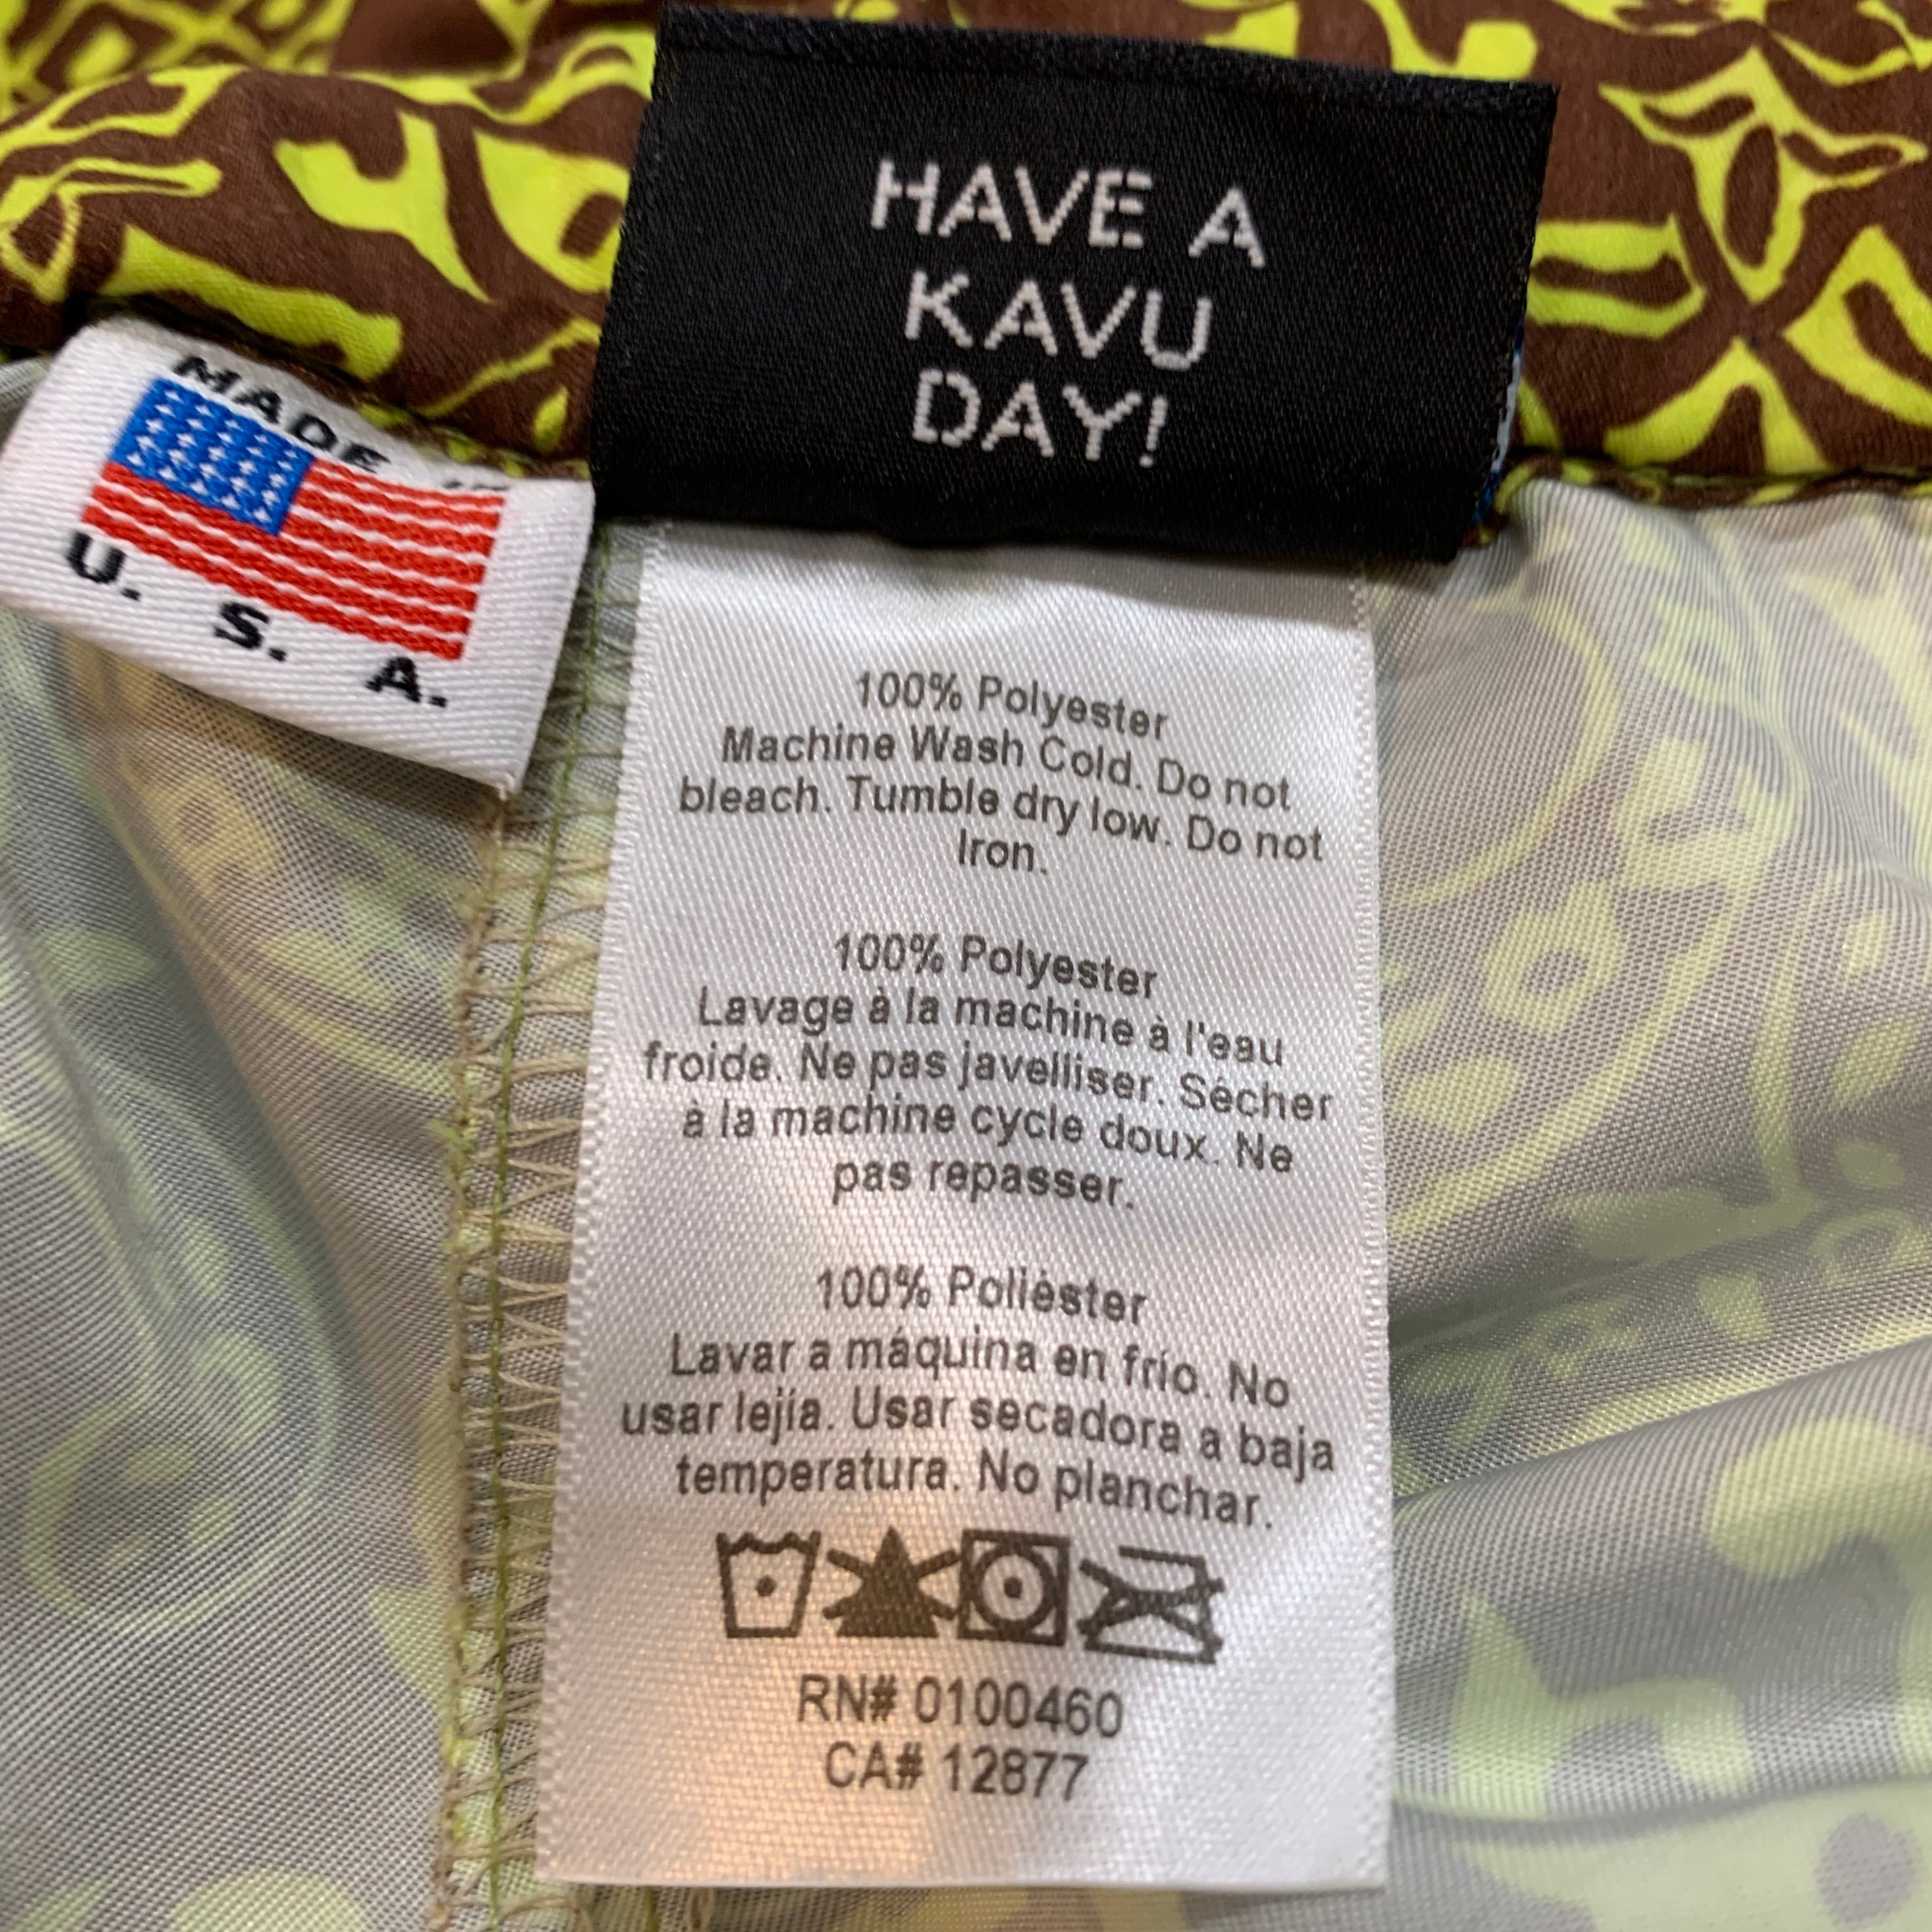 HAVE A
KAVU
DAY!
MADE
U. S. A.
100% Polyester
Machine Wash Cold. Do not
bleach. Tumble dry low. Do not
Iron.
100% Polyester
Lavage à la machine à l'eau
froide. Ne pas javelliser. Sécher
à la machine cycle doux. Ne
pas repasser.
100% Poliéster
Lavar a máquina en frío. No
usar lejía. Usar secadora a baja
temperatura. No planchar.
RN# 0100460
CA# 12877